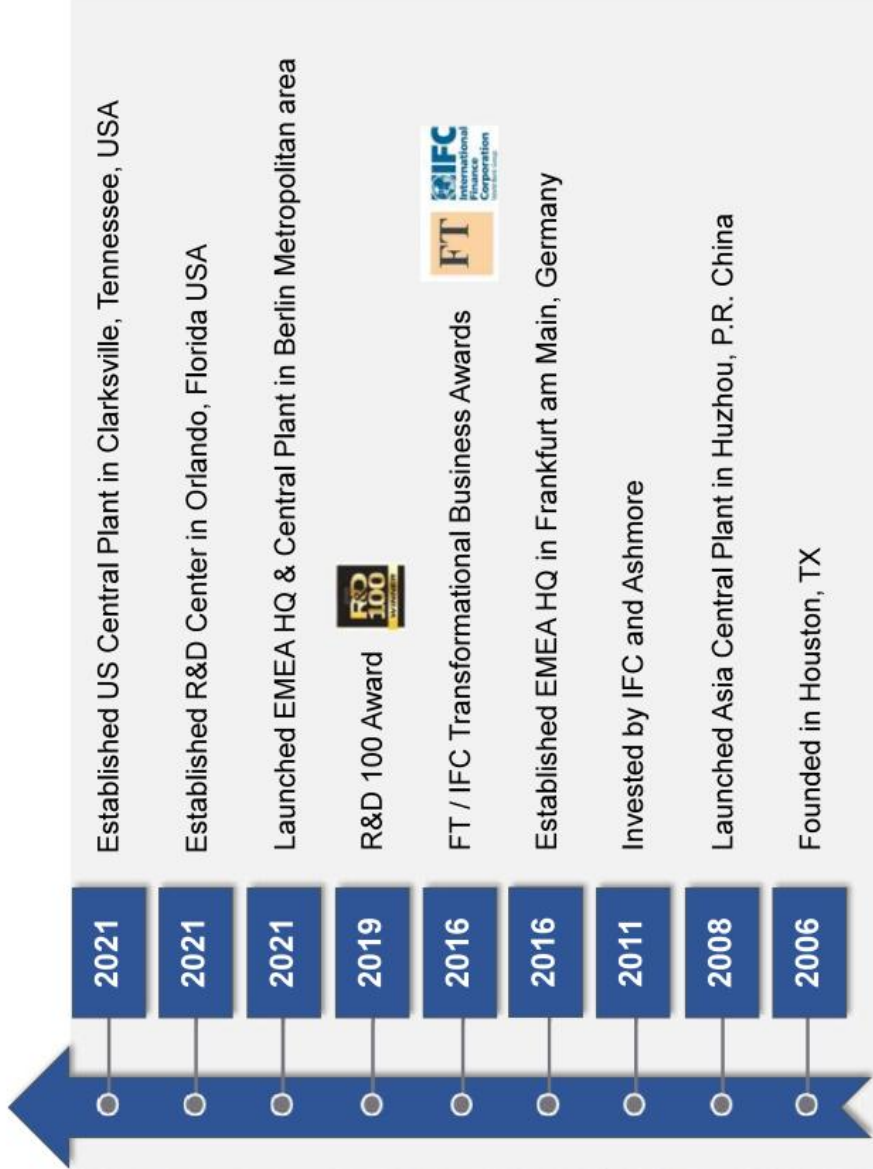 2021
Established US Central Plant in Clarksville, Tennessee, USA
2021
Established R&D Center in Orlando, Florida USA
2021
Launched EMEA HQ & Central Plant in Berlin Metropolitan area
2019
R&D 100 Award
R&D
100
WINNER
2016
FT / IFC Transformational Business Awards
FT
IFC
International
Finance
Corporation
2016
Established EMEA HQ in Frankfurt am Main, Germany
2011
Invested by IFC and Ashmore
2008
Launched Asia Central Plant in Huzhou, P.R. China
2006
Founded in Houston, TX